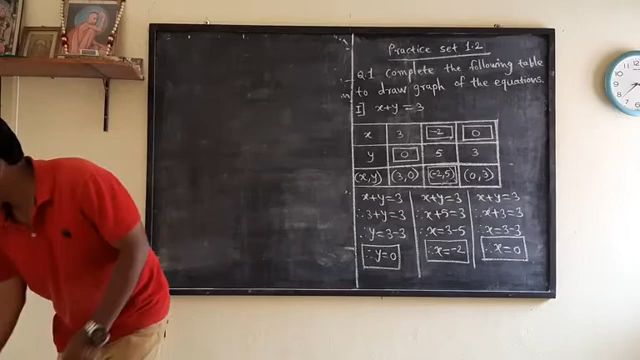 Practice set 1.2
Q.1 complete the following table
to draw graph of the equations.
I] x+y=3
x 3 -2 0
y 0 5 3
(x,y) (3,0) (-2,5) (0,3)
x+y=3 x+y=3 x+y=3
∴3+y=3 ∴x+5=3 ∴x+3=3
∴y=3-3 ∴x=3-5 ∴x=3-3
∴y=0 ∴x=-2 ∴x=0